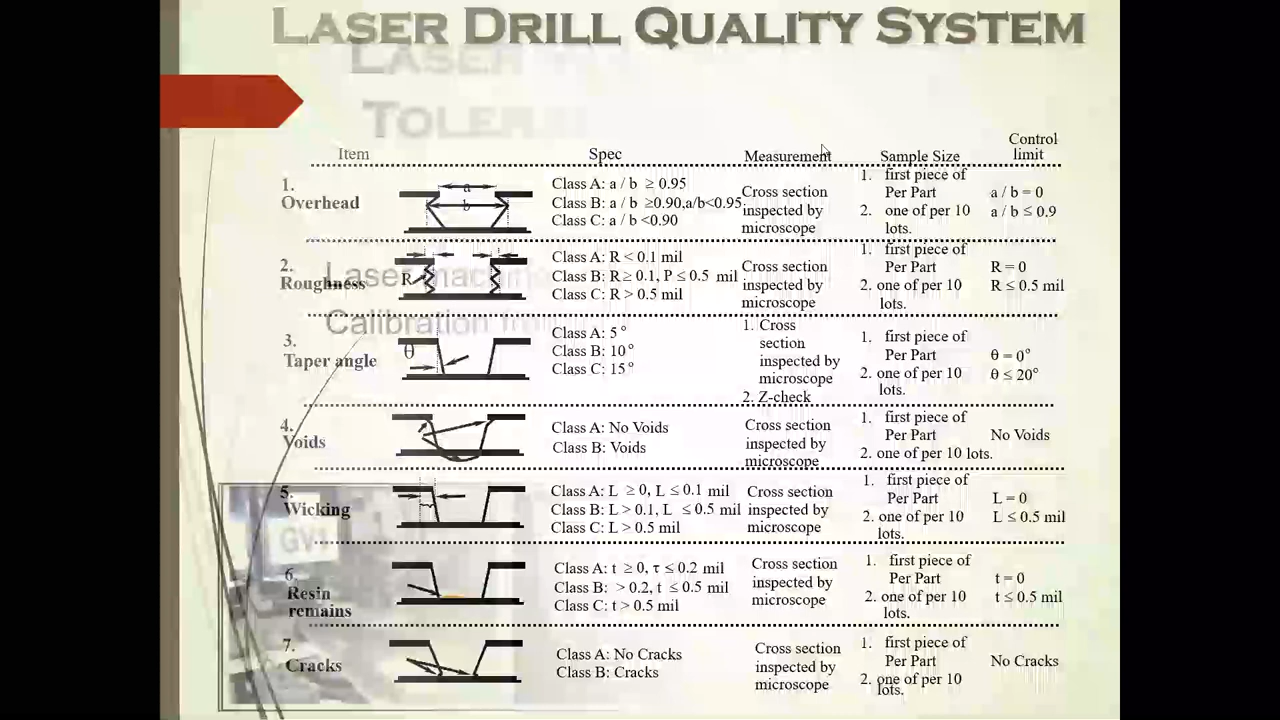 LASER DRILL QUALITY SYSTEM
LASER
TOLERA
Item Spec Measurement Sample Size Control limit
1. Overhead
a
b
Class A: a / b ≥ 0.95
Class B: a / b ≥0.90,a/b<0.95
Class C: a / b <0.90
Cross section
inspected by
microscope
1. first piece of
Per Part
2. one of per 10
lots.
a / b = 0
a / b ≤ 0.9
2. Roughness
R
Class A: R < 0.1 mil
Class B: R ≥ 0.1, P ≤ 0.5 mil
Class C: R > 0.5 mil
Cross section
inspected by
microscope
1. first piece of
Per Part
2. one of per 10
lots.
R = 0
R ≤ 0.5 mil
Laser machine
Calibration
3. Taper angle
θ
Class A: 5°
Class B: 10°
Class C: 15°
1. Cross
section
inspected by
microscope
2. Z-check
1. first piece of
Per Part
2. one of per 10
lots.
θ = 0°
θ ≤ 20°
4. Voids
Class A: No Voids
Class B: Voids
Cross section
inspected by
microscope
1. first piece of
Per Part
2. one of per 10 lots.
No Voids
5. Wicking
Class A: L ≥ 0, L ≤ 0.1 mil
Class B: L > 0.1, L ≤ 0.5 mil
Class C: L > 0.5 mil
Cross section
inspected by
microscope
1. first piece of
Per Part
2. one of per 10
lots.
L = 0
L ≤ 0.5 mil
6. Resin
remains
Class A: t ≥ 0, τ ≤ 0.2 mil
Class B: > 0.2, t ≤ 0.5 mil
Class C: t > 0.5 mil
Cross section
inspected by
microscope
1. first piece of
Per Part
2. one of per 10
lots.
t = 0
t ≤ 0.5 mil
7. Cracks
Class A: No Cracks
Class B: Cracks
Cross section
inspected by
microscope
1. first piece of
Per Part
2. one of per 10
lots.
No Cracks